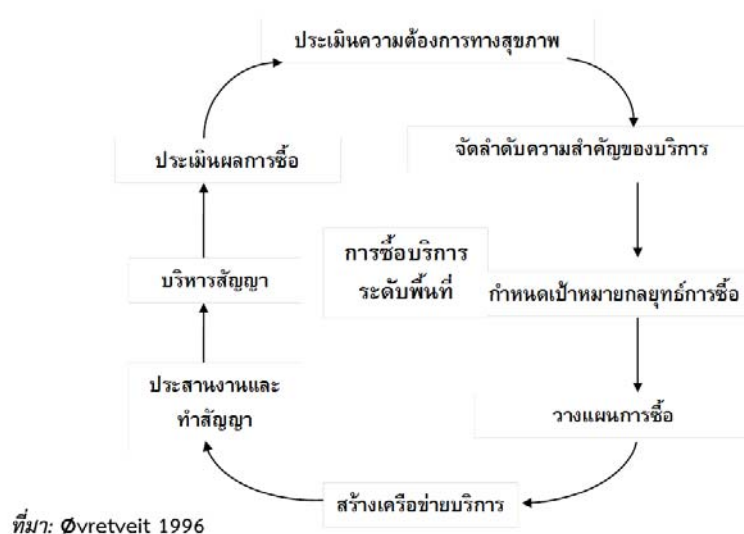 ประเมินความต้องการทางสุขภาพ
จัดลำดับความสำคัญของบริการ
กำหนดเป้าหมายกลยุทธ์การซื้อ
วางแผนการซื้อ
สร้างเครือข่ายบริการ
ประสานงานและ
ทำสัญญา
บริหารสัญญา
ประเมินผลการซื้อ
การซื้อบริการ
ระดับพื้นที่
ที่มา: Øvretveit 1996